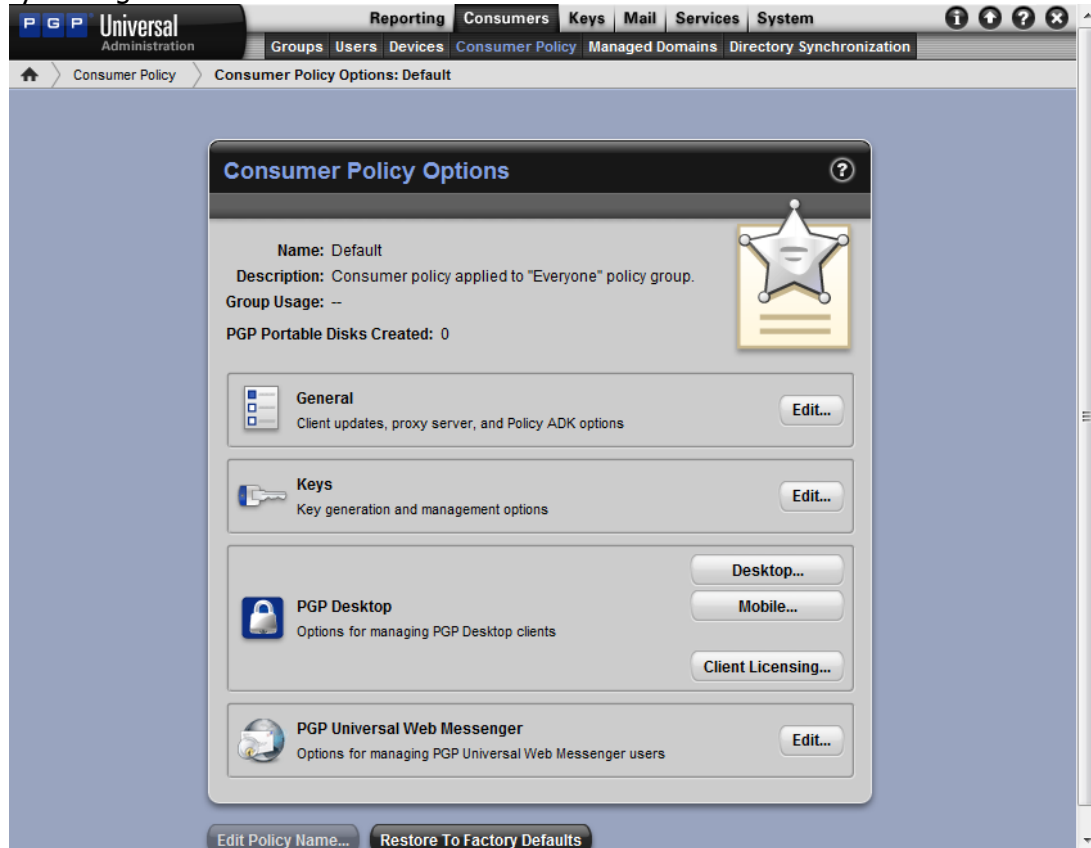 PGP Universal
Administration
Reporting Consumers Keys Mail Services System
Groups Users Devices Consumer Policy Managed Domains Directory Synchronization
Consumer Policy Consumer Policy Options: Default
Consumer Policy Options
Name: Default
Description: Consumer policy applied to "Everyone" policy group.
Group Usage: --
PGP Portable Disks Created: 0
General
Client updates, proxy server, and Policy ADK options
Edit...
Keys
Key generation and management options
Edit...
PGP Desktop
Options for managing PGP Desktop clients
Desktop...
Mobile...
Client Licensing...
PGP Universal Web Messenger
Options for managing PGP Universal Web Messenger users
Edit...
Edit Policy Name... Restore To Factory Defaults